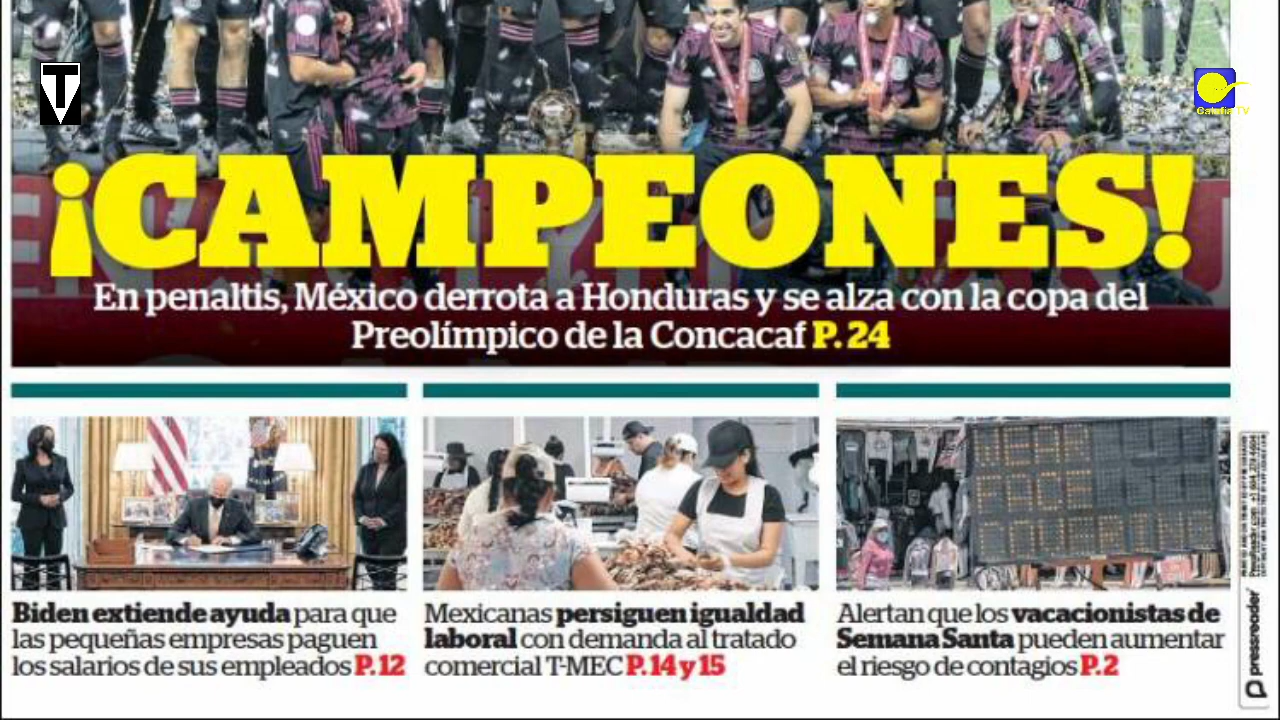 T
Calafia TV
¡CAMPEONES!
En penaltis, México derrota a Honduras y se alza con la copa del
Preolímpico de la Concacaf P. 24
WEAR
FACE
COVERING
Biden extiende ayuda para que
las pequeñas empresas paguen
los salarios de sus empleados P.12
Mexicanas persiguen igualdad
laboral con demanda al tratado
comercial T-MEC P. 14 y 15
Alertan que los vacacionistas de
Semana Santa pueden aumentar
el riesgo de contagios P.2
pressreader